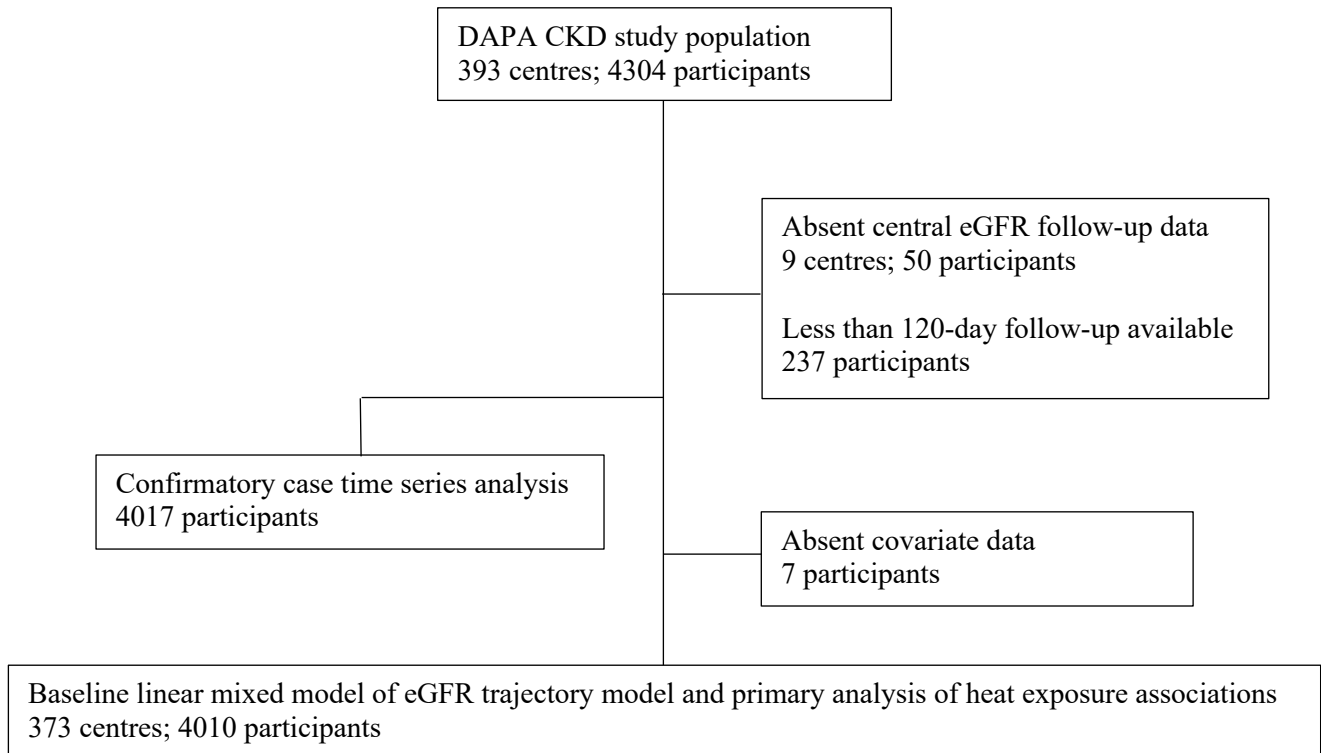 DAPA CKD study population
393 centres; 4304 participants
Absent central eGFR follow-up data
9 centres; 50 participants
Less than 120-day follow-up available
237 participants
Confirmatory case time series analysis
4017 participants
Absent covariate data
7 participants
Baseline linear mixed model of eGFR trajectory model and primary analysis of heat exposure associations
373 centres; 4010 participants